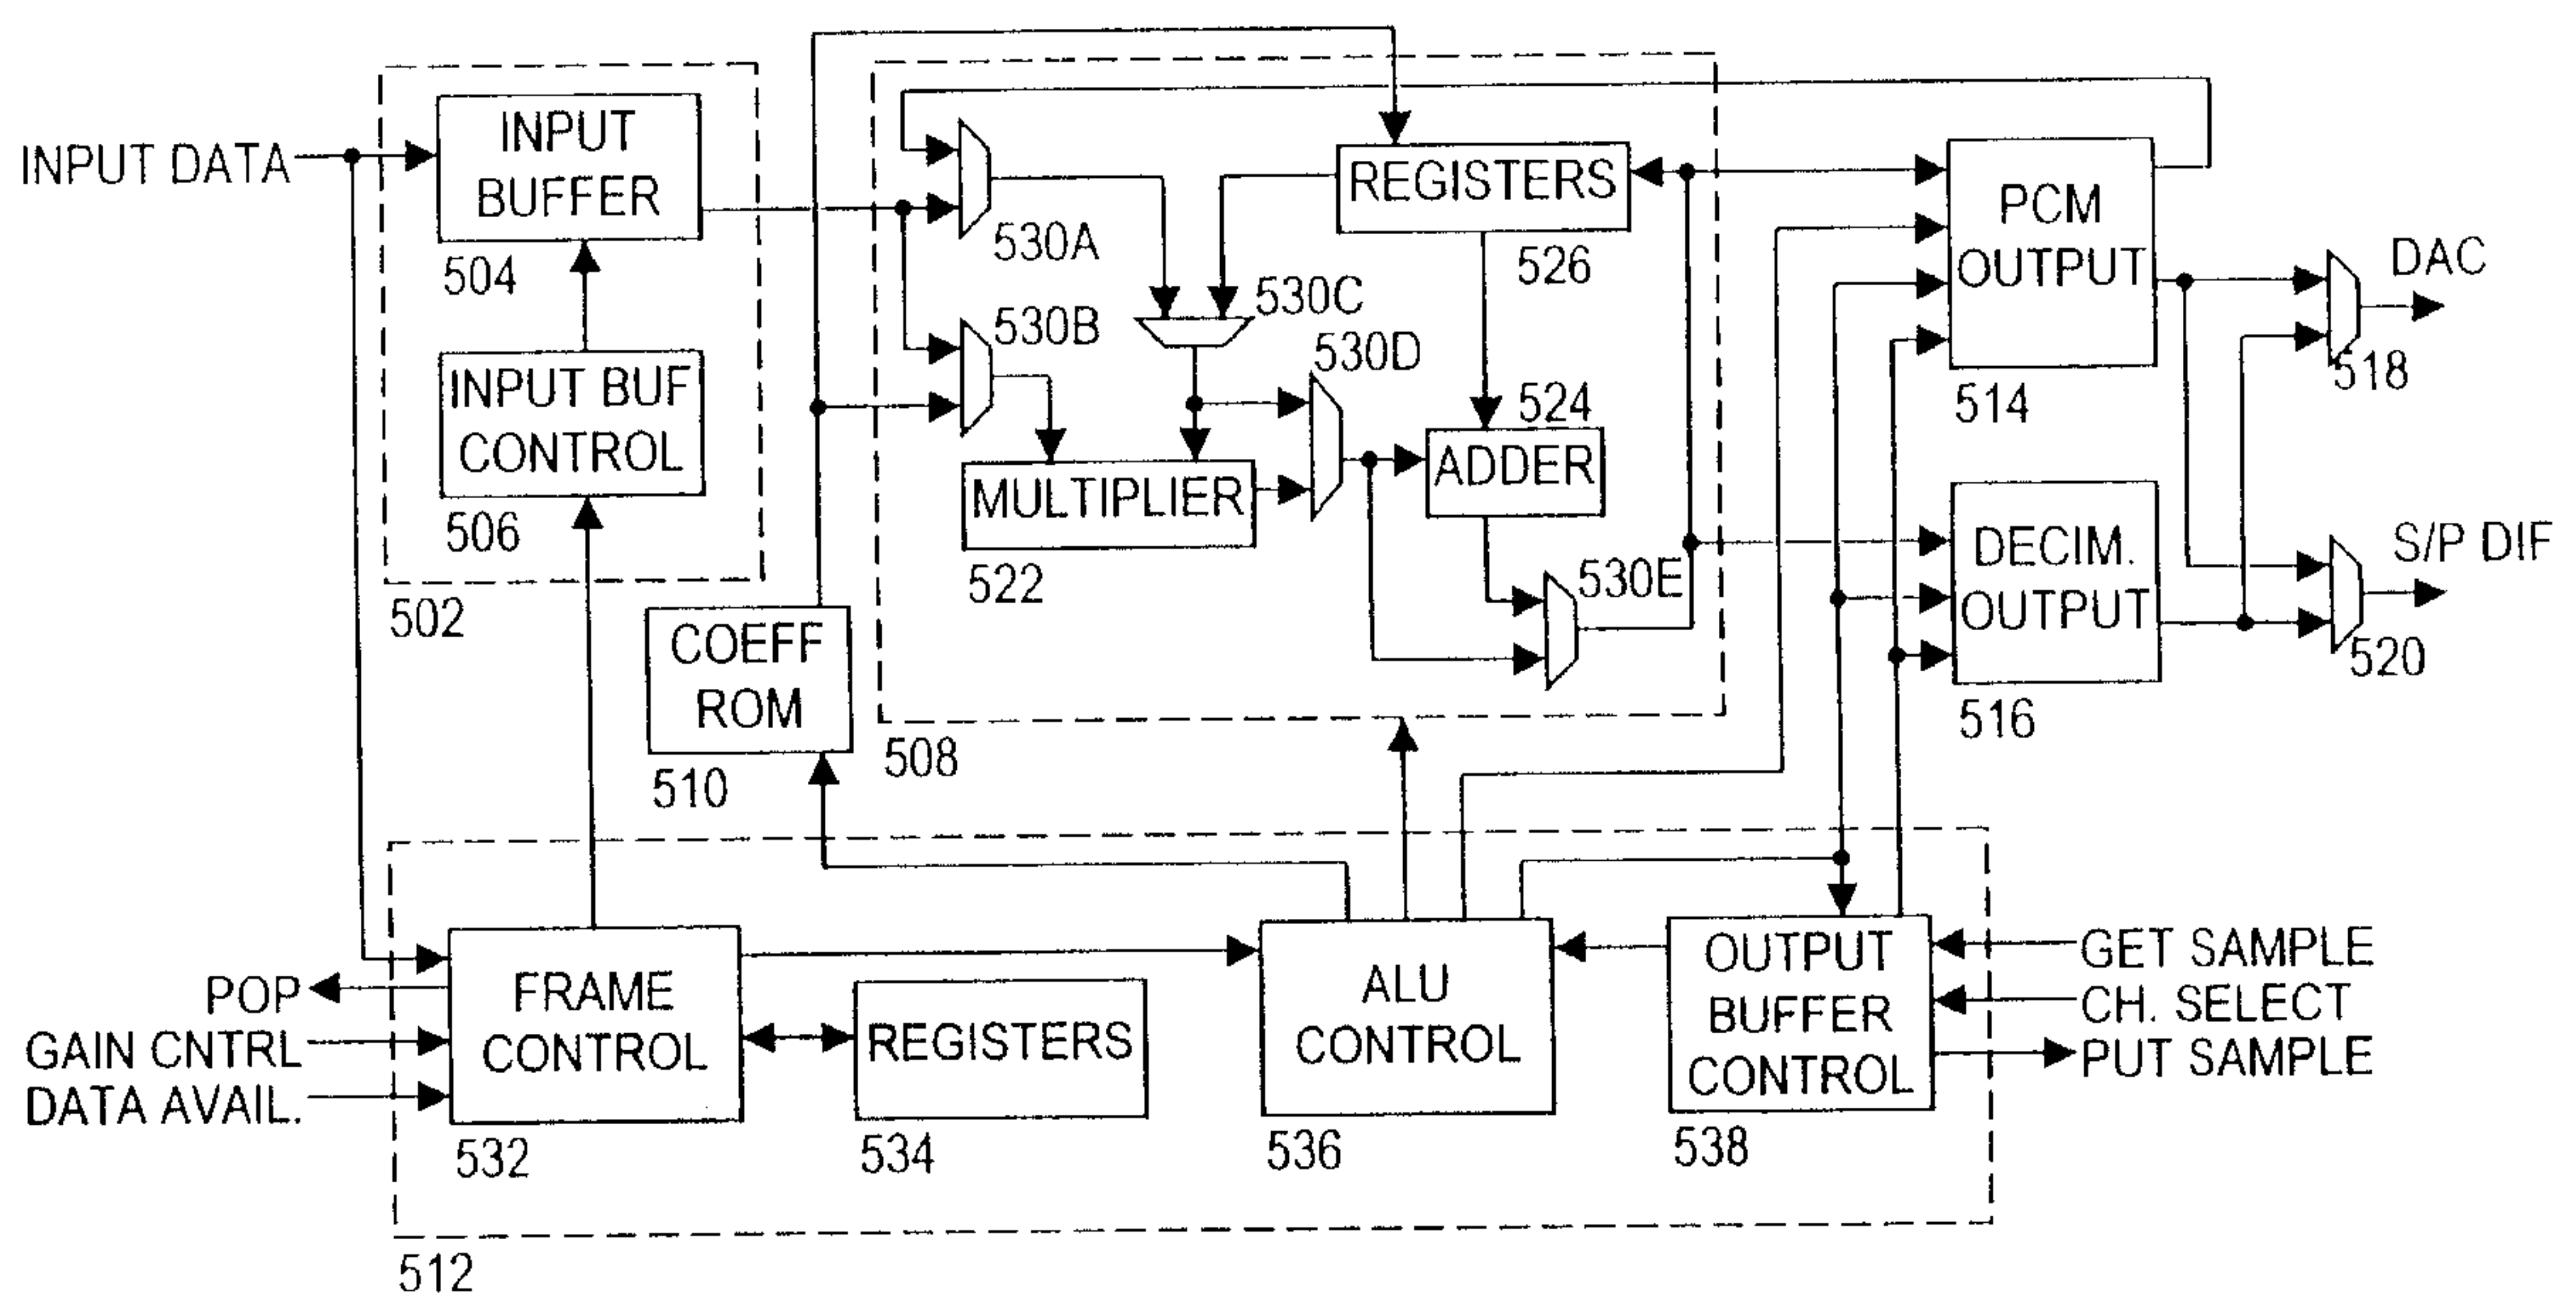 INPUT DATA
INPUT
BUFFER
504
INPUT BUF
CONTROL
506
502
COEFF
ROM
510
530A
530B
530C
530D
REGISTERS
526
524
ADDER
MULTIPLIER
522
530E
508
PCM
OUTPUT
514
DECIM.
OUTPUT
516
DAC
518
S/P DIF
520
POP
GAIN CNTRL
DATA AVAIL.
FRAME
CONTROL
532
REGISTERS
534
ALU
CONTROL
536
OUTPUT
BUFFER
CONTROL
538
GET SAMPLE
CH. SELECT
PUT SAMPLE
512